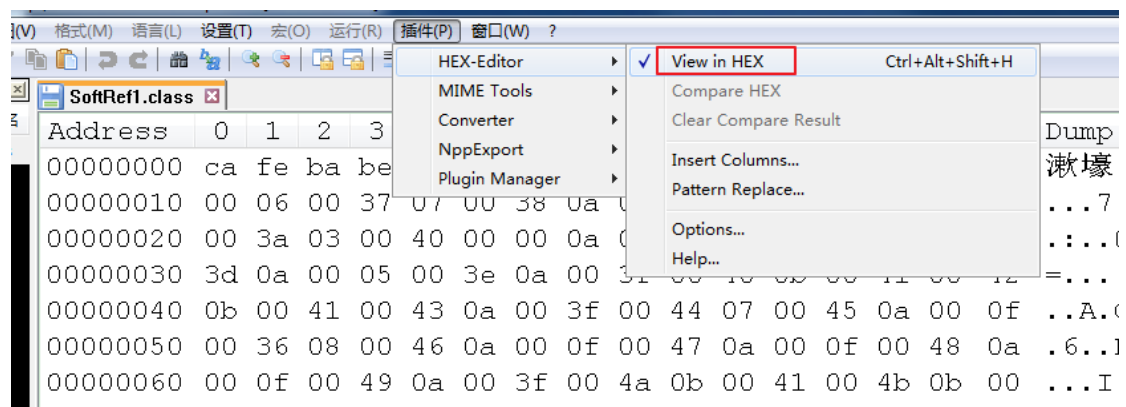 (V) 格式(M) 语言(L) 设置(T) 宏(O) 运行(R) 插件(P) 窗口(W) ?
HEX-Editor
View in HEX Ctrl+Alt+Shift+H
SoftRef1.class
MIME Tools
Compare HEX
Converter
Clear Compare Result
Address 0 1 2 3
Dump
NppExport
00000000 ca fe ba be
漱壕
Insert Columns...
Plugin Manager
Pattern Replace...
00000010 00 06 00 37 07 00 38 0a
...7
Options...
00000020 00 3a 03 00 40 00 00 0a
.:..
Help...
00000030 3d 0a 00 05 00 3e 0a 00
=...
00000040 0b 00 41 00 43 0a 00 3f 00 44 07 00 45 0a 00 0f ..A.
00000050 00 36 08 00 46 0a 00 0f 00 47 0a 00 0f 00 48 0a .6..
00000060 00 0f 00 49 0a 00 3f 00 4a 0b 00 41 00 4b 0b 00 ...I